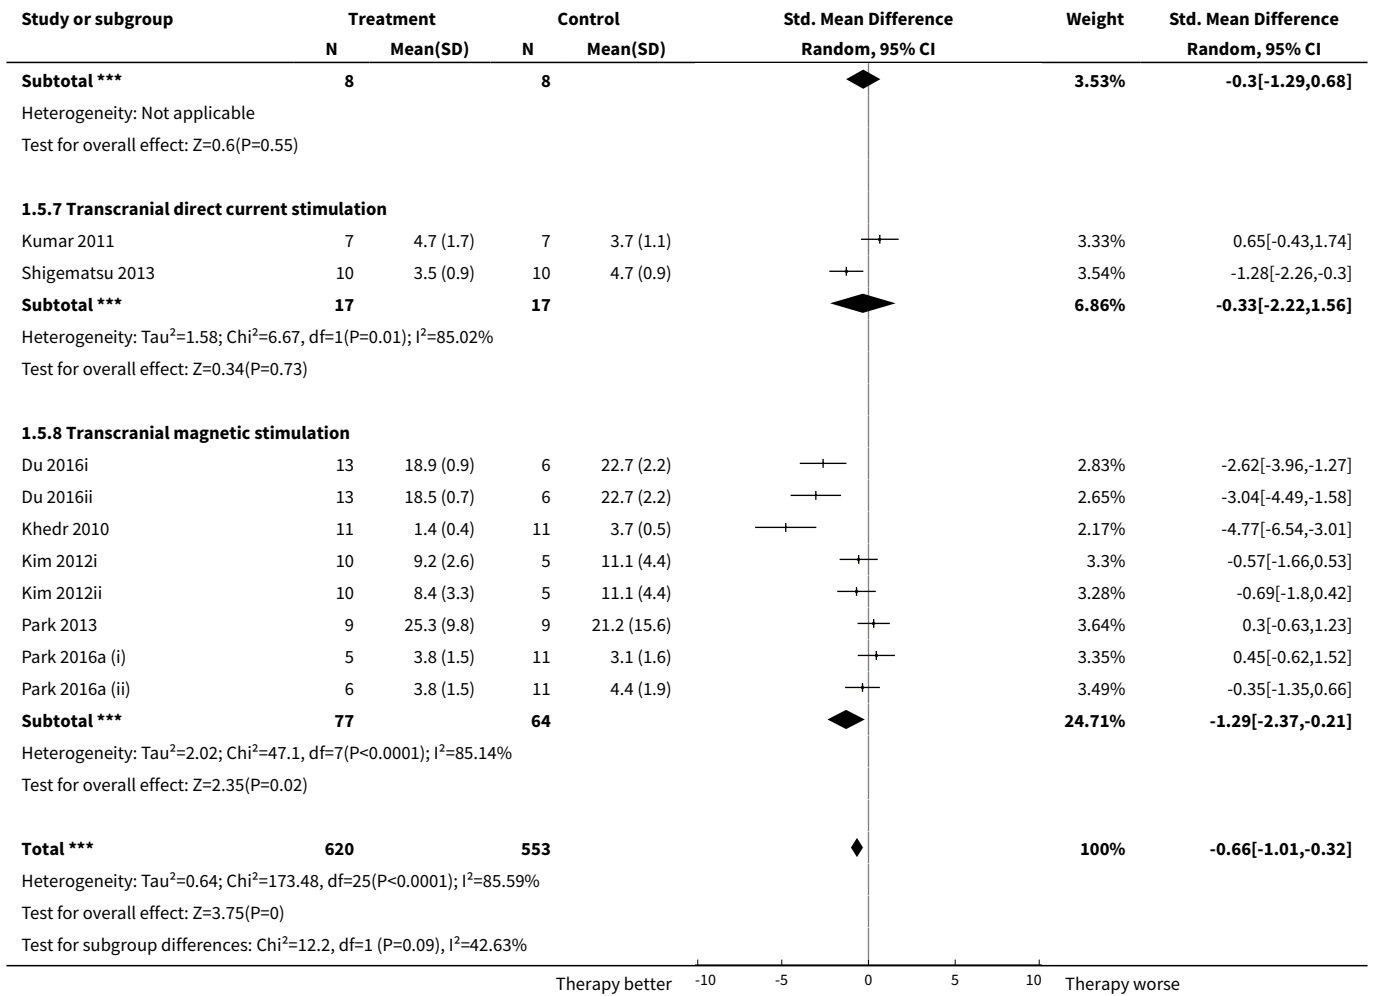 Study or subgroup Treatment Control Std. Mean Difference Weight Std. Mean Difference
N Mean(SD) N Mean(SD) Random, 95% CI Random, 95% CI
Subtotal *** 8 8 3.53% -0.3[-1.29,0.68]
Heterogeneity: Not applicable
Test for overall effect: Z=0.6(P=0.55)
1.5.7 Transcranial direct current stimulation
Kumar 2011 7 4.7 (1.7) 7 3.7 (1.1) 3.33% 0.65[-0.43,1.74]
Shigematsu 2013 10 3.5 (0.9) 10 4.7 (0.9) 3.54% -1.28[-2.26,-0.3]
Subtotal *** 17 17 6.86% -0.33[-2.22,1.56]
Heterogeneity: Tau²=1.58; Chi²=6.67, df=1(P=0.01); I²=85.02%
Test for overall effect: Z=0.34(P=0.73)
1.5.8 Transcranial magnetic stimulation
Du 2016i 13 18.9 (0.9) 6 22.7 (2.2) 2.83% -2.62[-3.96,-1.27]
Du 2016ii 13 18.5 (0.7) 6 22.7 (2.2) 2.65% -3.04[-4.49,-1.58]
Khedr 2010 11 1.4 (0.4) 11 3.7 (0.5) 2.17% -4.77[-6.54,-3.01]
Kim 2012i 10 9.2 (2.6) 5 11.1 (4.4) 3.3% -0.57[-1.66,0.53]
Kim 2012ii 10 8.4 (3.3) 5 11.1 (4.4) 3.28% -0.69[-1.8,0.42]
Park 2013 9 25.3 (9.8) 9 21.2 (15.6) 3.64% 0.3[-0.63,1.23]
Park 2016a (i) 5 3.8 (1.5) 11 3.1 (1.6) 3.35% 0.45[-0.62,1.52]
Park 2016a (ii) 6 3.8 (1.5) 11 4.4 (1.9) 3.49% -0.35[-1.35,0.66]
Subtotal *** 77 64 24.71% -1.29[-2.37,-0.21]
Heterogeneity: Tau²=2.02; Chi²=47.1, df=7(P<0.0001); I²=85.14%
Test for overall effect: Z=2.35(P=0.02)
Total *** 620 553 100% -0.66[-1.01,-0.32]
Heterogeneity: Tau²=0.64; Chi²=173.48, df=25(P<0.0001); I²=85.59%
Test for overall effect: Z=3.75(P=0)
Test for subgroup differences: Chi²=12.2, df=1 (P=0.09), I²=42.63%
Therapy better -10 -5 0 5 10 Therapy worse